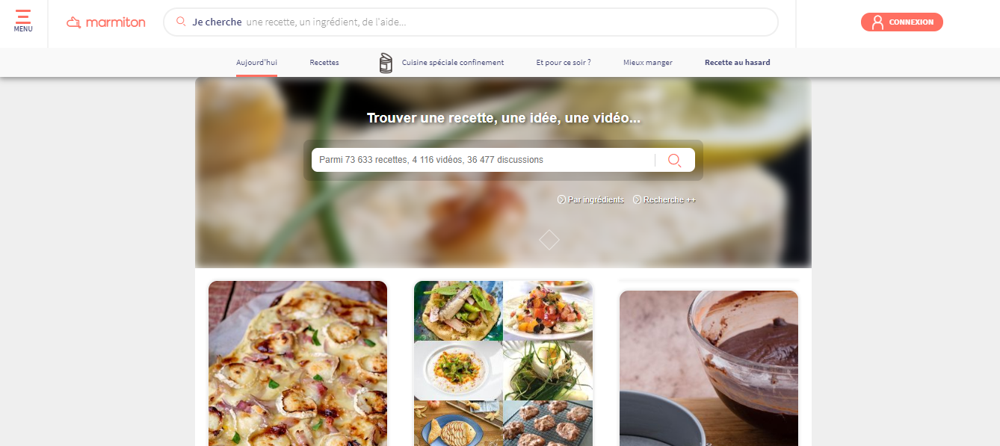 MENU
marmiton
Je cherche une recette, un ingrédient, de l'aide...
CONNEXION
Aujourd'hui
Recettes
Cuisine spéciale confinement
Et pour ce soir ?
Mieux manger
Recette au hasard
Trouver une recette, une idée, une vidéo...
Parmi 73 633 recettes, 4 116 vidéos, 36 477 discussions
Par ingrédients
Recherche ++